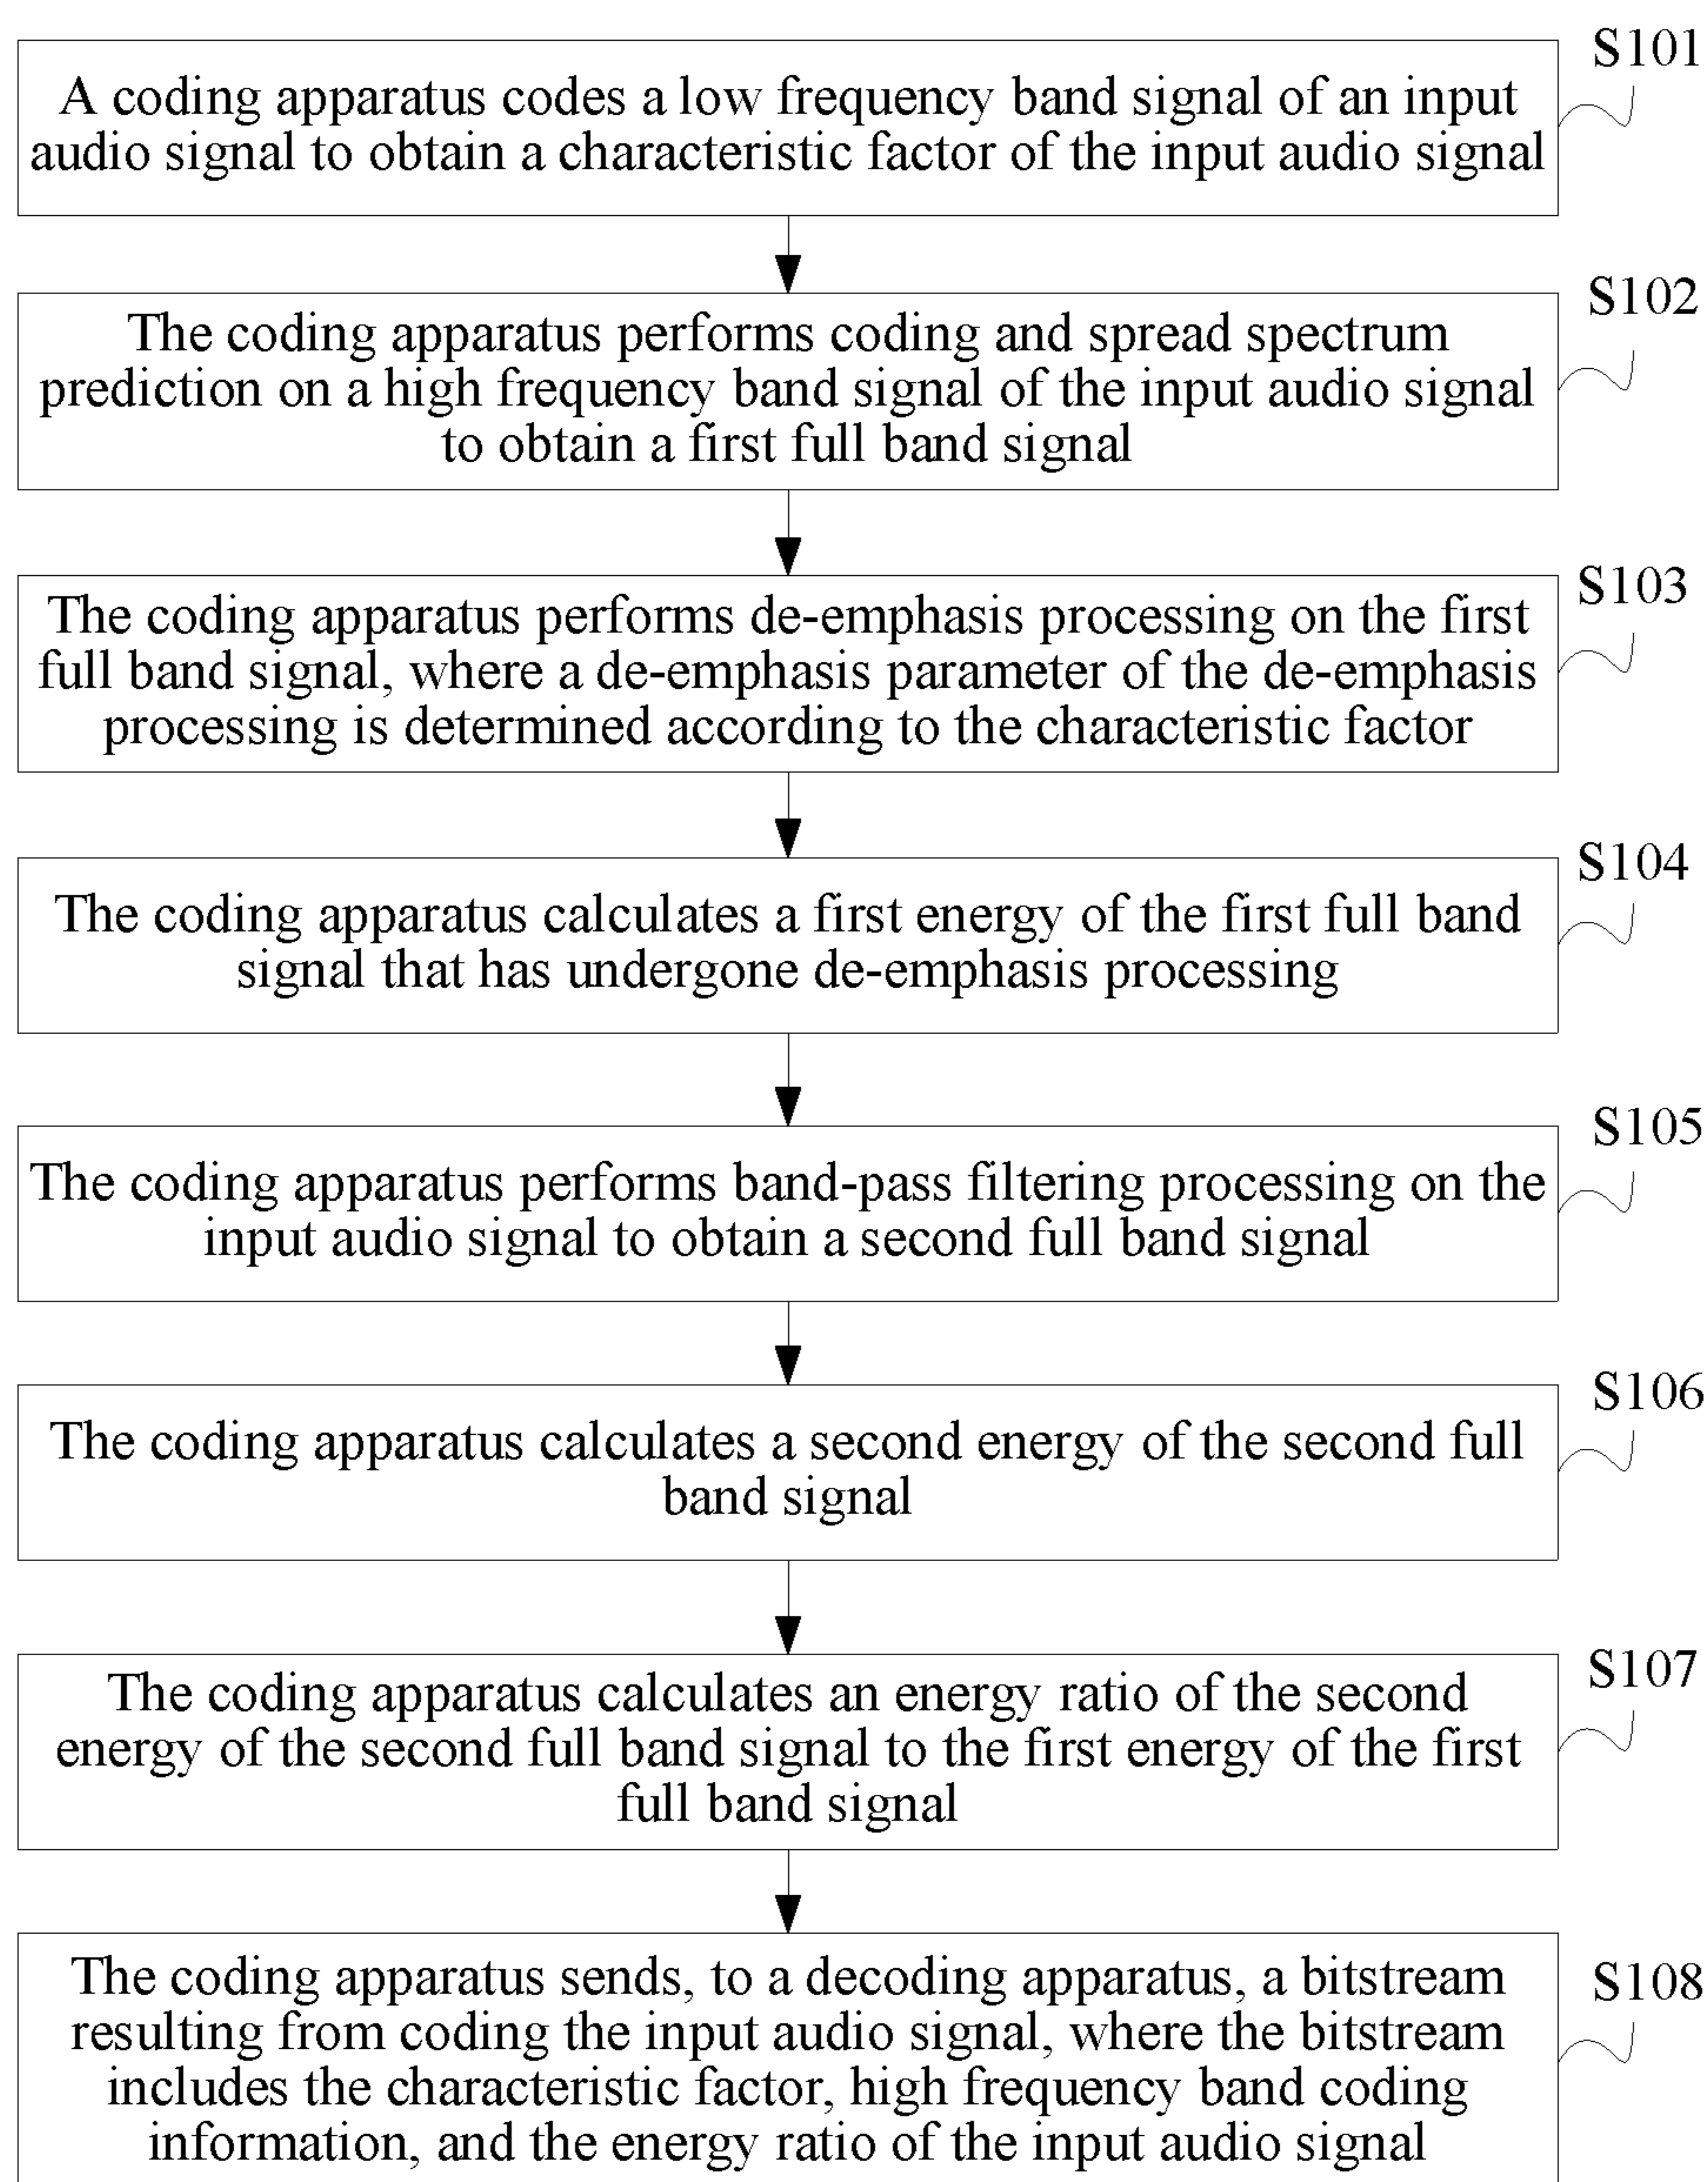 S101
A coding apparatus codes a low frequency band signal of an input
audio signal to obtain a characteristic factor of the input audio signal
S102
The coding apparatus performs coding and spread spectrum
prediction on a high frequency band signal of the input audio signal
to obtain a first full band signal
S103
The coding apparatus performs de-emphasis processing on the first
full band signal, where a de-emphasis parameter of the de-emphasis
processing is determined according to the characteristic factor
S104
The coding apparatus calculates a first energy of the first full band
signal that has undergone de-emphasis processing
S105
The coding apparatus performs band-pass filtering processing on the
input audio signal to obtain a second full band signal
S106
The coding apparatus calculates a second energy of the second full
band signal
S107
The coding apparatus calculates an energy ratio of the second
energy of the second full band signal to the first energy of the first
full band signal
S108
The coding apparatus sends, to a decoding apparatus, a bitstream
resulting from coding the input audio signal, where the bitstream
includes the characteristic factor, high frequency band coding
information, and the energy ratio of the input audio signal